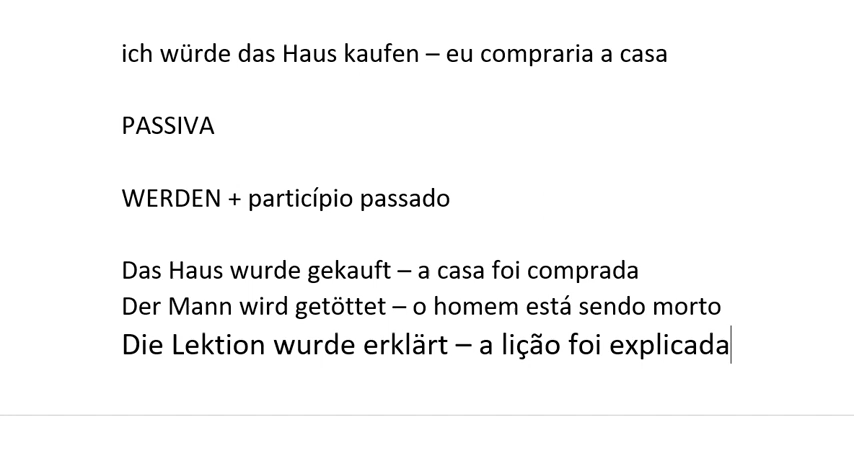 ich würde das Haus kaufen – eu compraria a casa
PASSIVA
WERDEN + particípio passado
Das Haus wurde gekauft – a casa foi comprada
Der Mann wird getöttet – o homem está sendo morto
Die Lektion wurde erklärt – a lição foi explicada